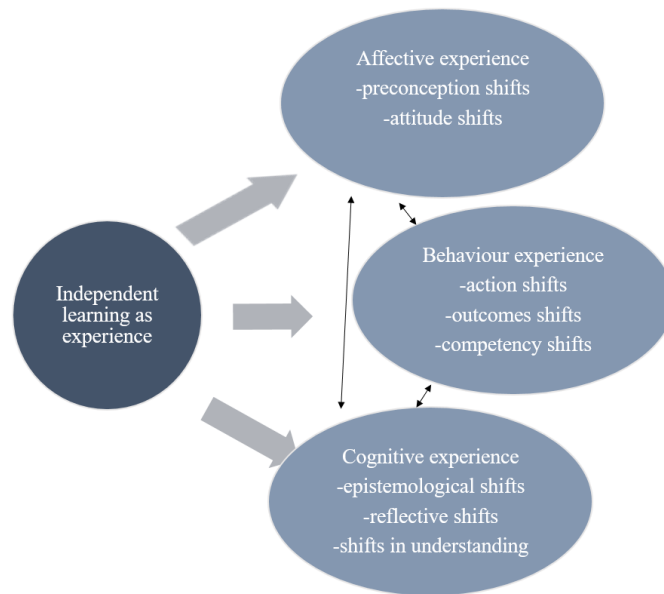 Affective experience
-preconception shifts
-attitude shifts
Independent
learning as
experience
Behaviour experience
-action shifts
-outcomes shifts
-competency shifts
Cognitive experience
-epistemological shifts
-reflective shifts
-shifts in understanding